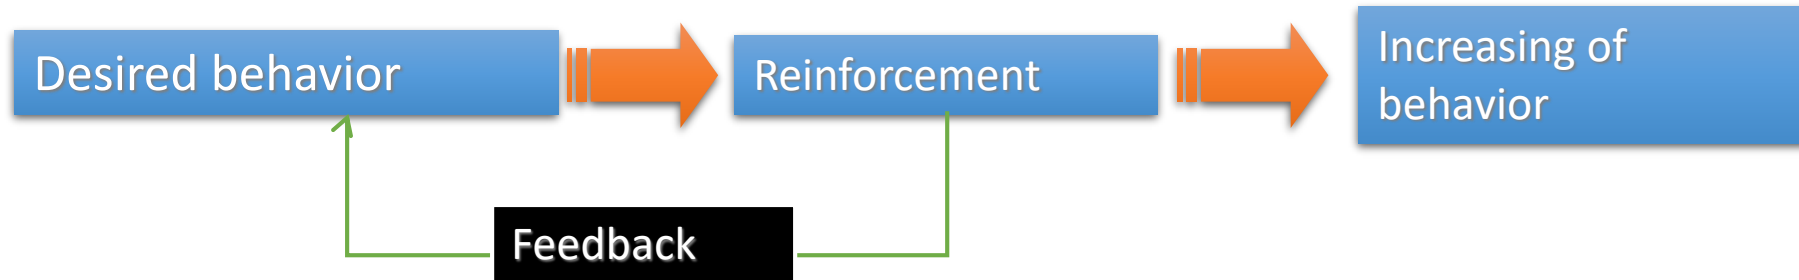 Desired behavior
Reinforcement
Increasing of
behavior
Feedback